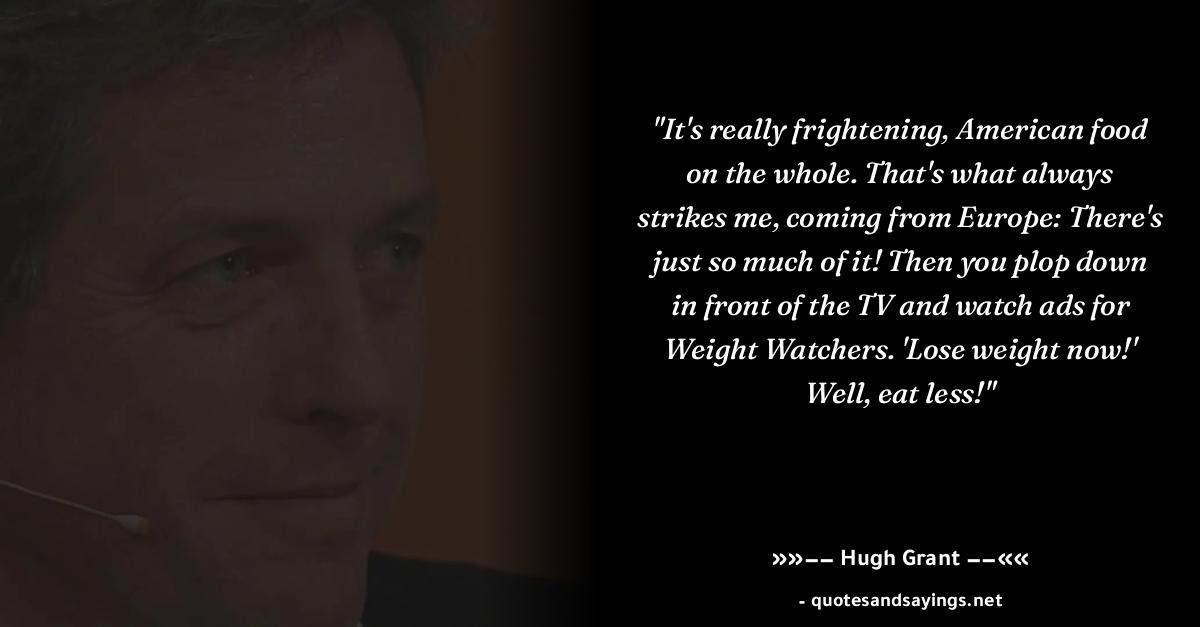 "It's really frightening, American food
on the whole. That's what always
strikes me, coming from Europe: There's
just so much of it! Then you plop down
in front of the TV and watch ads for
Weight Watchers. 'Lose weight now!'
Well, eat less!"
»»–– Hugh Grant ––««
- quotesandsayings.net